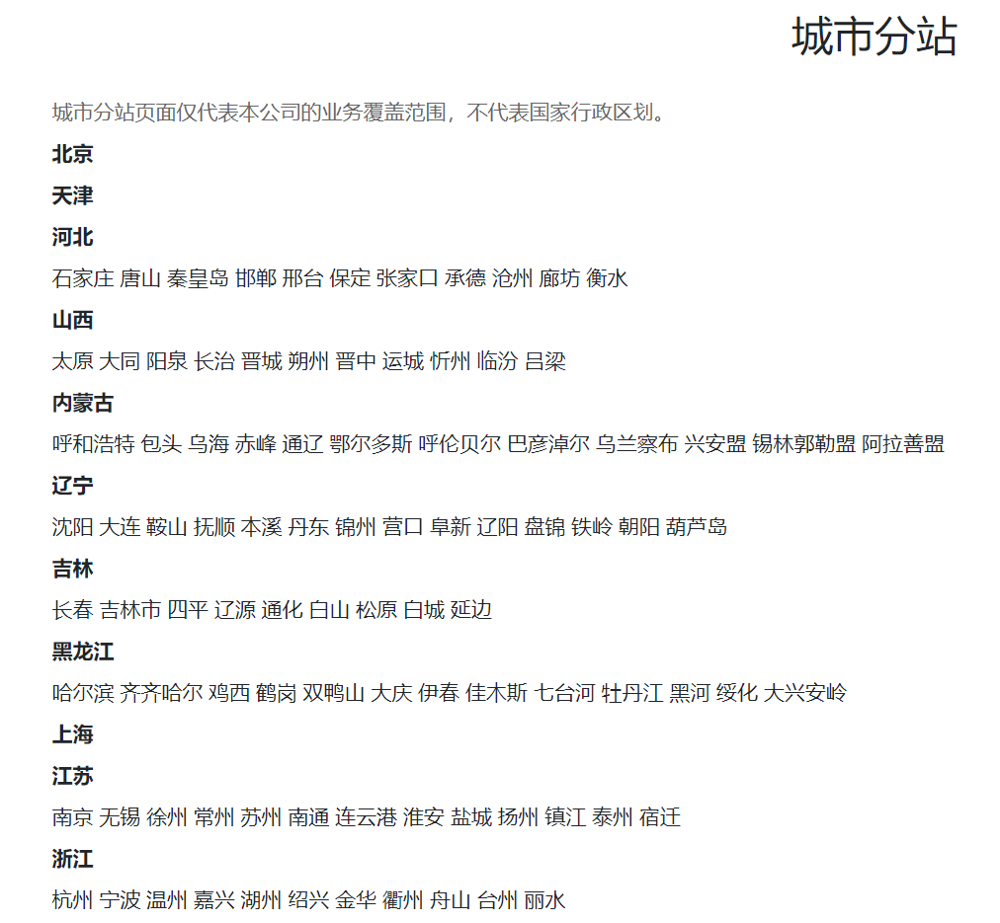 城市分站
城市分站页面仅代表本公司的业务覆盖范围，不代表国家行政区划。
北京
天津
河北
石家庄 唐山 秦皇岛 邯郸 邢台 保定 张家口 承德 沧州 廊坊 衡水
山西
太原 大同 阳泉 长治 晋城 朔州 晋中 运城 忻州 临汾 吕梁
内蒙古
呼和浩特 包头 乌海 赤峰 通辽 鄂尔多斯 呼伦贝尔 巴彦淖尔 乌兰察布 兴安盟 锡林郭勒盟 阿拉善盟
辽宁
沈阳 大连 鞍山 抚顺 本溪 丹东 锦州 营口 阜新 辽阳 盘锦 铁岭 朝阳 葫芦岛
吉林
长春 吉林市 四平 辽源 通化 白山 松原 白城 延边
黑龙江
哈尔滨 齐齐哈尔 鸡西 鹤岗 双鸭山 大庆 伊春 佳木斯 七台河 牡丹江 黑河 绥化 大兴安岭
上海
江苏
南京 无锡 徐州 常州 苏州 南通 连云港 淮安 盐城 扬州 镇江 泰州 宿迁
浙江
杭州 宁波 温州 嘉兴 湖州 绍兴 金华 衢州 舟山 台州 丽水